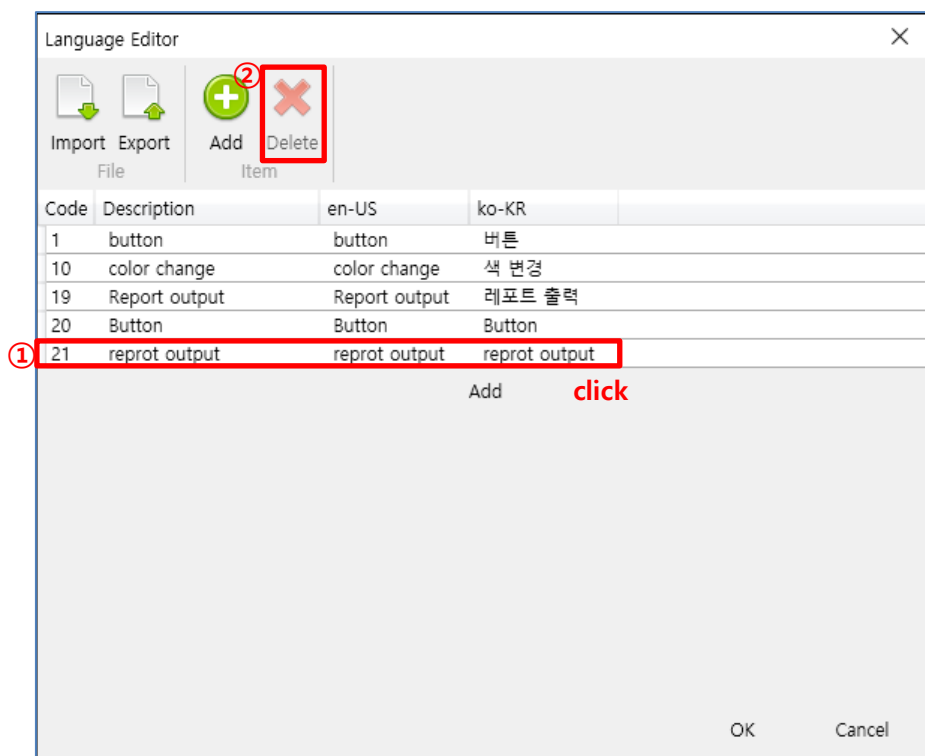 Language Editor
②
Import Export Add Delete
File Item
Code Description en-US ko-KR
1 button button 버튼
10 color change color change 색 변경
19 Report output Report output 레포트 출력
20 Button Button Button
① 21 reprot output reprot output reprot output
Add click
OK Cancel